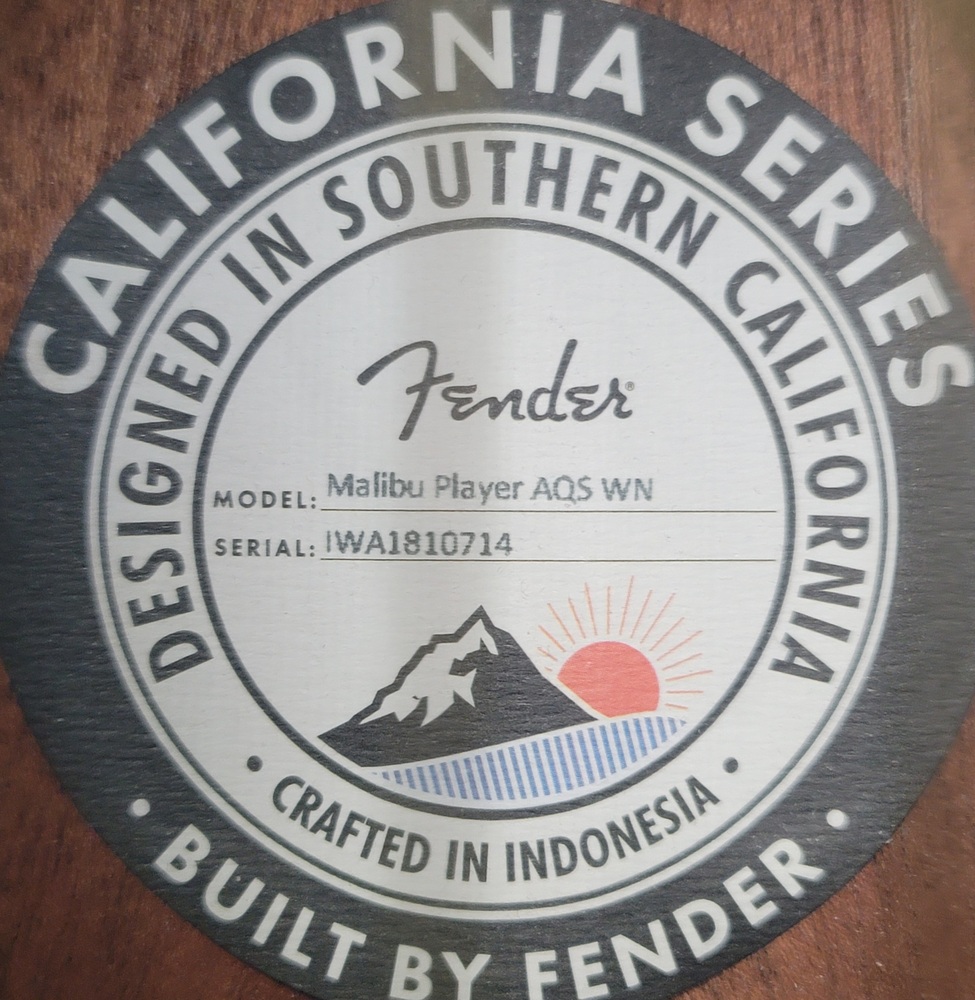 CALIFORNIA SERIES
DESIGNED IN SOUTHERN CALIFORNIA
Fender®
MODEL: Malibu Player AQS WN
SERIAL: IWA1810714
• CRAFTED IN INDONESIA •
• BUILT BY FENDER •